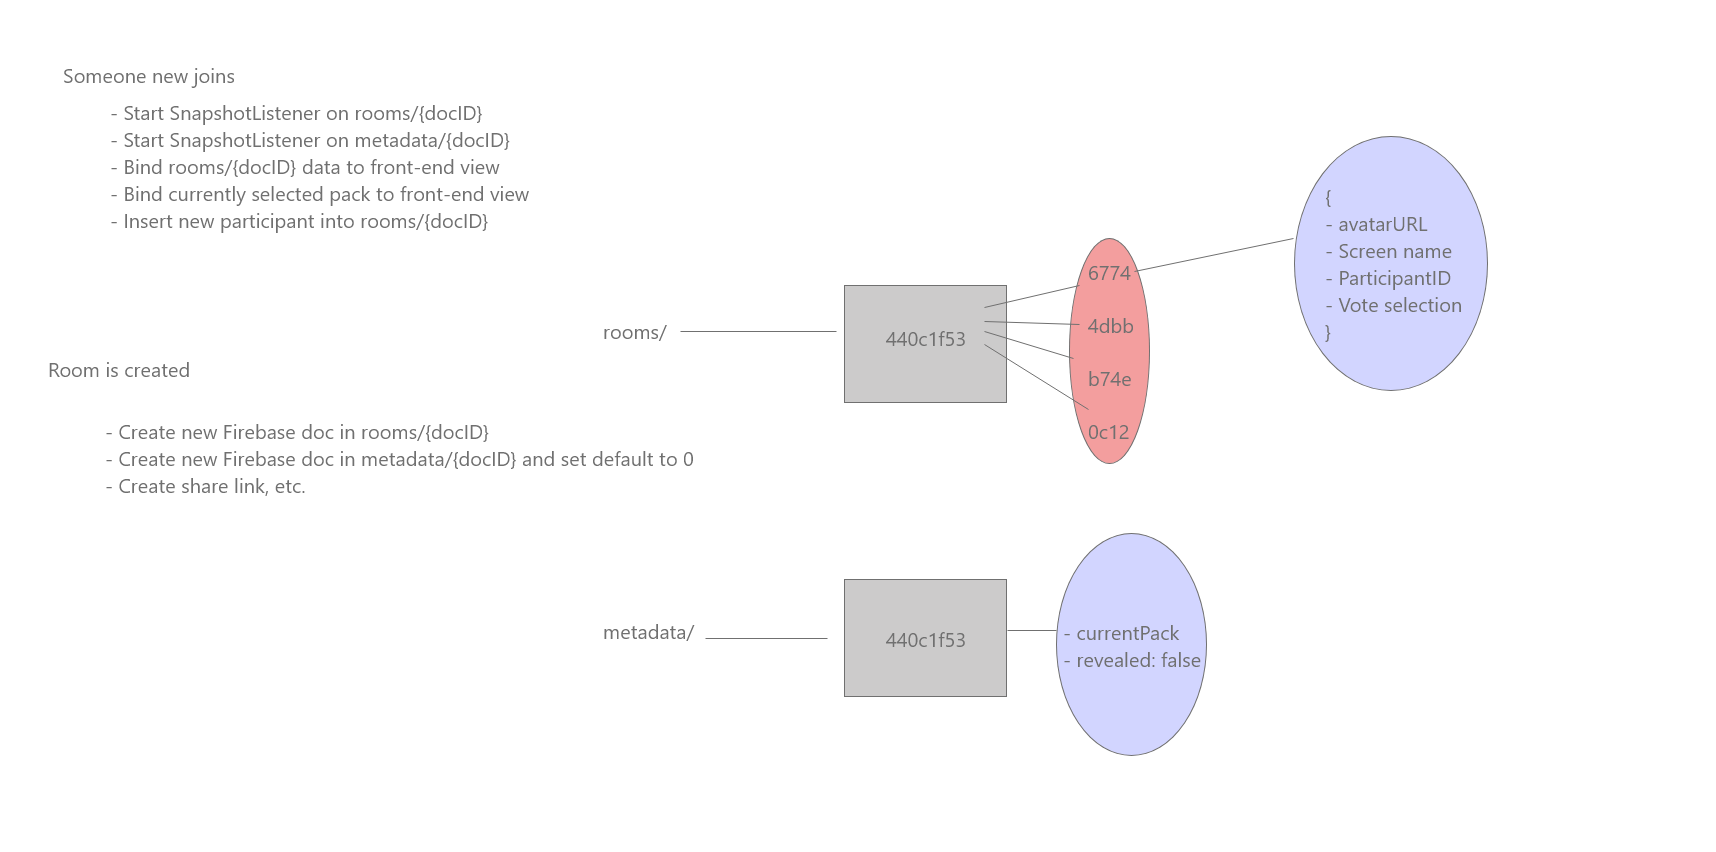 Someone new joins
- Start SnapshotListener on rooms/{docID}
- Start SnapshotListener on metadata/{docID}
- Bind rooms/{docID} data to front-end view
- Bind currently selected pack to front-end view
- Insert new participant into rooms/{docID}
Room is created
- Create new Firebase doc in rooms/{docID}
- Create new Firebase doc in metadata/{docID} and set default to 0
- Create share link, etc.
rooms/
440c1f53
6774
4dbb
b74e
0c12
{
- avatarURL
- Screen name
- ParticipantID
- Vote selection
}
metadata/
440c1f53
- currentPack
- revealed: false